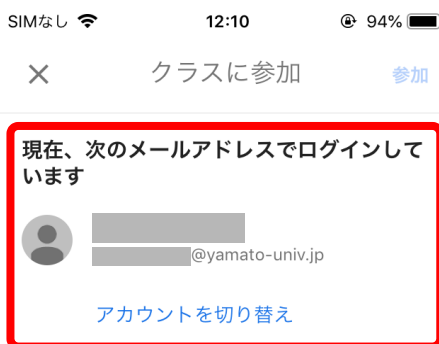 SIMなし 12:10 94%
クラスに参加 参加
現在、次のメールアドレスでログインして
います
@yamato-univ.jp
アカウントを切り替え